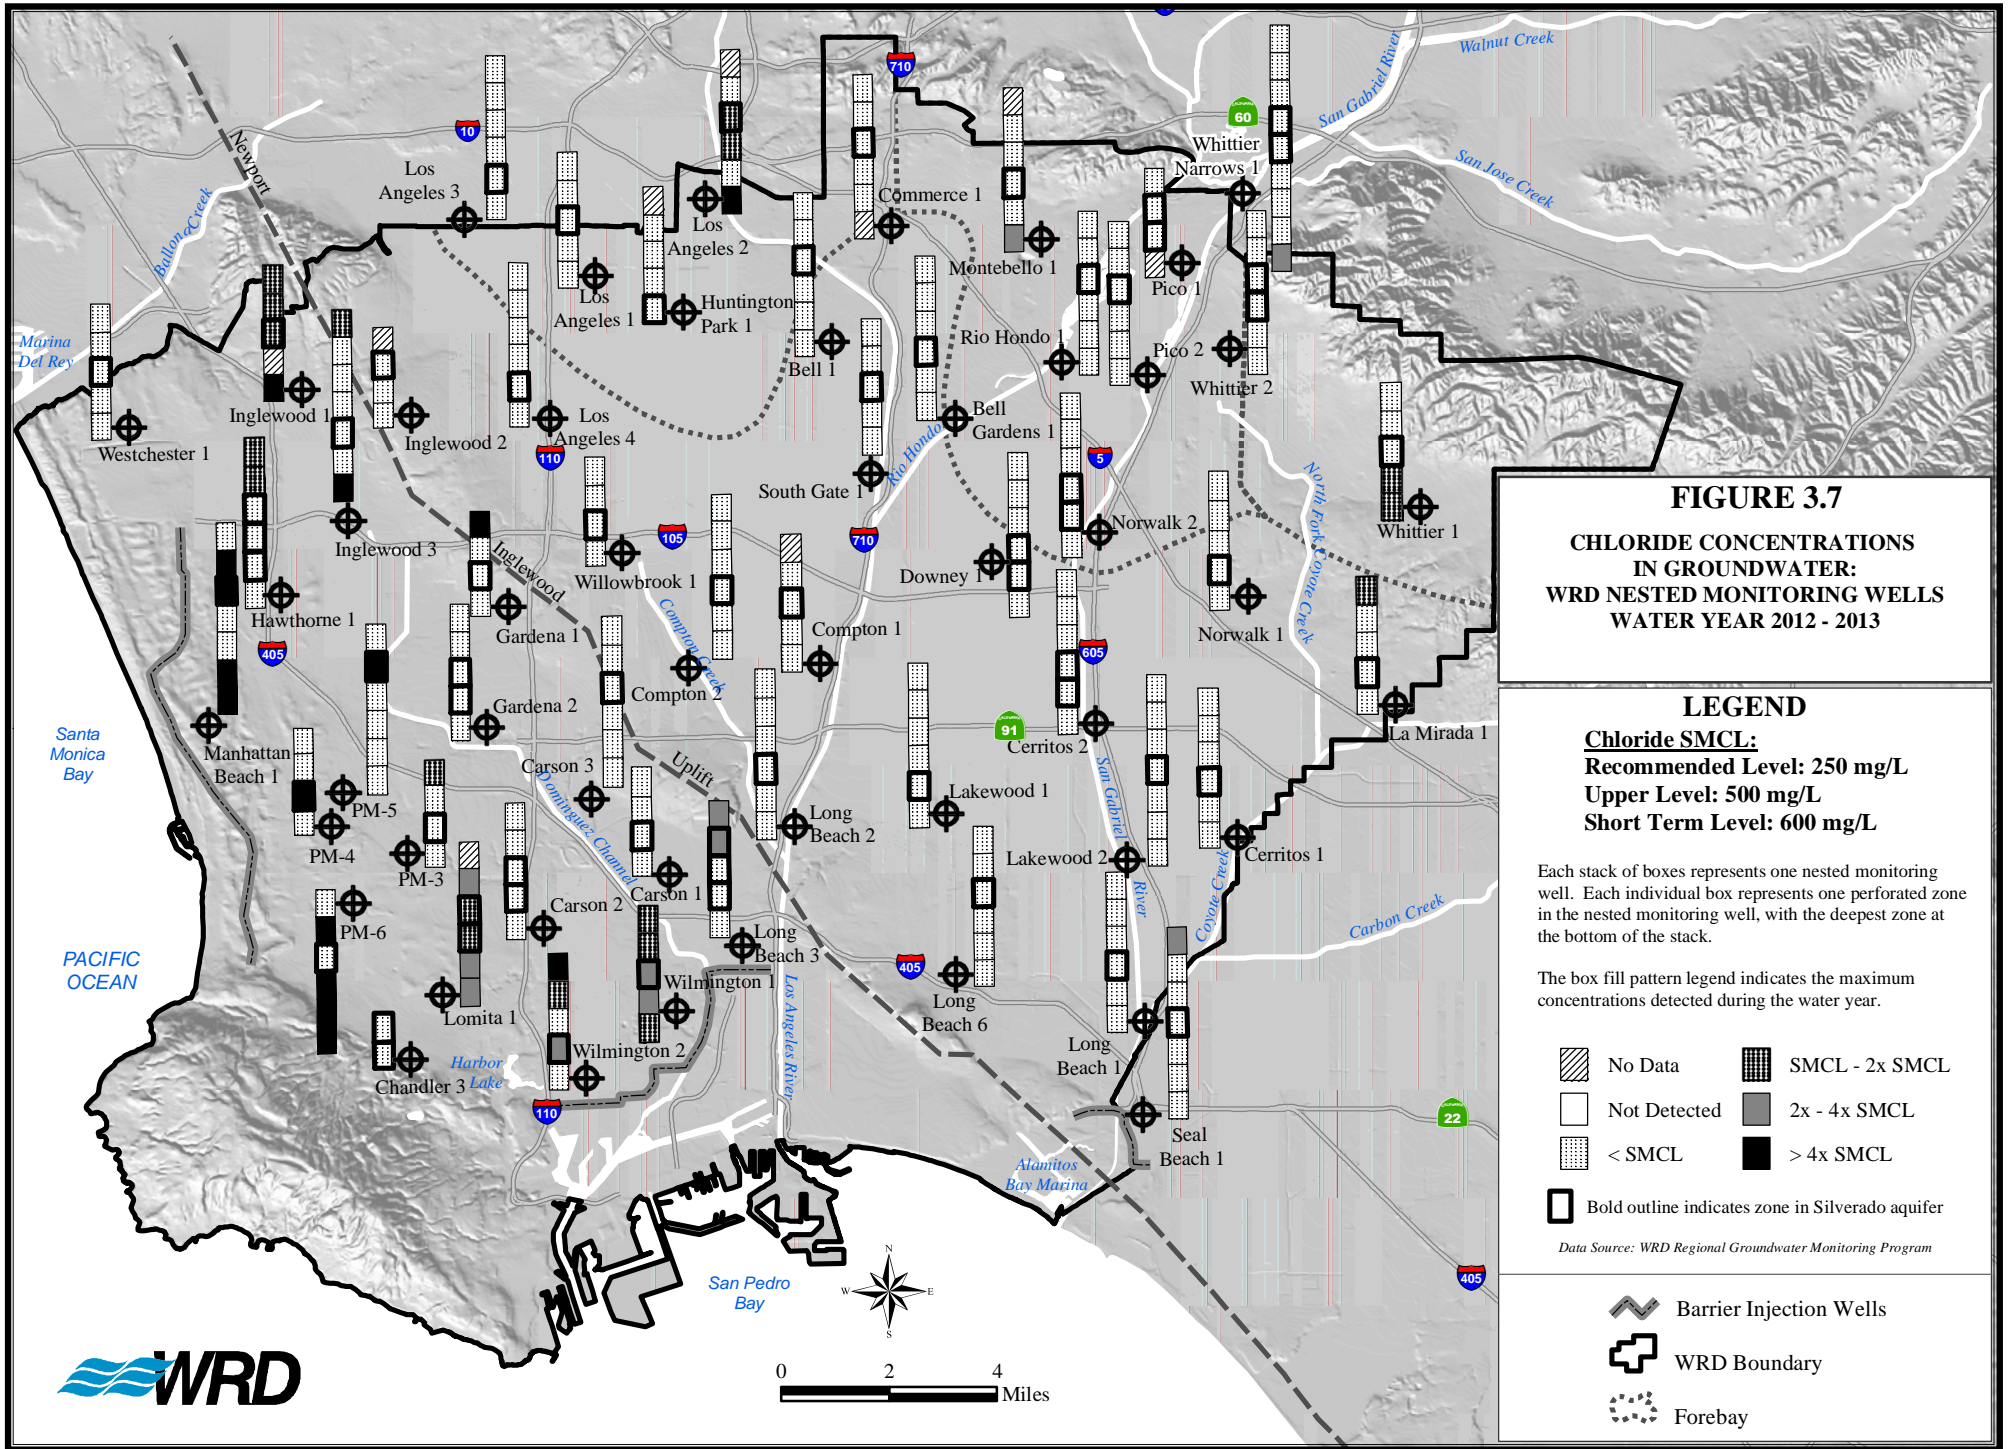 FIGURE 3.7
CHLORIDE CONCENTRATIONS
IN GROUNDWATER:
WRD NESTED MONITORING WELLS
WATER YEAR 2012 - 2013
LEGEND
Chloride SMCL:
Recommended Level: 250 mg/L
Upper Level: 500 mg/L
Short Term Level: 600 mg/L
Each stack of boxes represents one nested monitoring
well. Each individual box represents one perforated zone
in the nested monitoring well, with the deepest zone at
the bottom of the stack.
The box fill pattern legend indicates the maximum
concentrations detected during the water year.
No Data
SMCL - 2x SMCL
Not Detected
2x - 4x SMCL
< SMCL
> 4x SMCL
Bold outline indicates zone in Silverado aquifer
Data Source: WRD Regional Groundwater Monitoring Program
Barrier Injection Wells
WRD Boundary
Forebay
Walnut Creek
San Gabriel River
San Jose Creek
710
10
CALIFORNIA
60
Newport
Ballona Creek
Los
Angeles 3
Los
Angeles 2
Commerce 1
Whittier
Narrows 1
Montebello 1
Pico 1
Los
Angeles 1
Huntington
Park 1
Bell 1
Rio Hondo 1
Pico 2
Whittier 2
Marina
Del Rey
Inglewood 1
Inglewood 2
Los
Angeles 4
Bell
Gardens 1
Westchester 1
110
5
South Gate 1
Rio Hondo
North Fork Coyote Creek
Whittier 1
Inglewood 3
Inglewood
105
710
Norwalk 2
Willowbrook 1
Downey 1
Hawthorne 1
Gardena 1
Compton Creek
Compton 1
Norwalk 1
405
605
Compton 2
Gardena 2
Santa
Monica
Bay
Manhattan
Beach 1
Carson 3
Uplift
CALIFORNIA
91
Cerritos 2
La Mirada 1
PM-5
PM-4
PM-3
Dominguez Channel
Long
Beach 2
Lakewood 1
San Gabriel
River
Lakewood 2
Cerritos 1
Coyote Creek
Carson 1
Carson 2
PM-6
Long
Beach 3
Carbon Creek
PACIFIC
OCEAN
Lomita 1
Wilmington 1
405
Long
Beach 6
Los Angeles River
Wilmington 2
Chandler 3
Harbor
Lake
Long
Beach 1
110
CALIFORNIA
22
Seal
Beach 1
Alamitos
Bay Marina
San Pedro
Bay
405
N
W
E
S
0
2
4
Miles
WRD